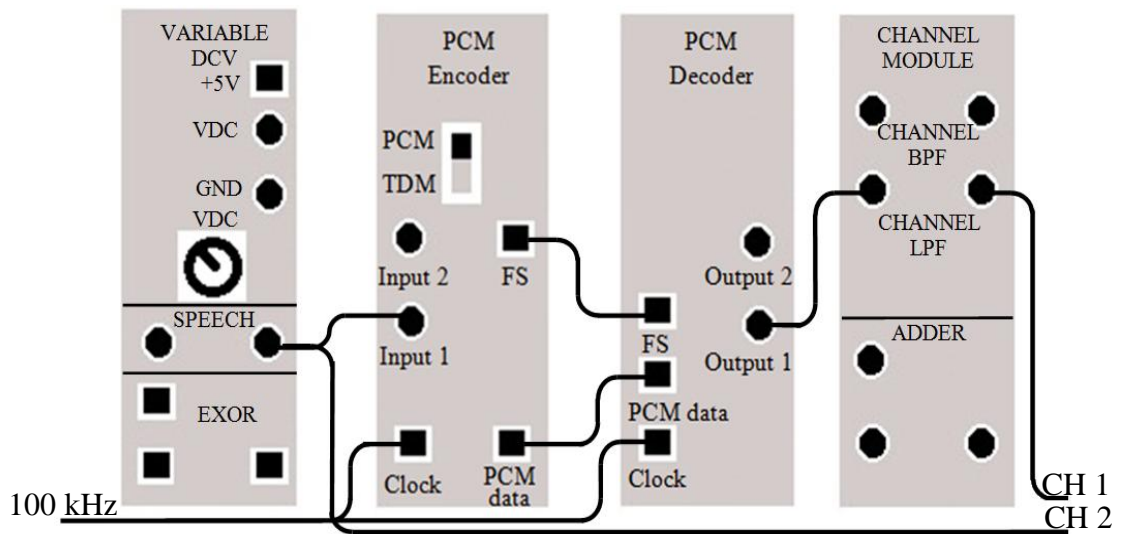 VARIABLE
DCV
+5V
VDC
GND
VDC
SPEECH
EXOR
PCM
Encoder
PCM
TDM
Input 2
FS
Input 1
Clock
PCM
data
PCM
Decoder
Output 2
FS
Output 1
PCM data
Clock
CHANNEL
MODULE
CHANNEL
BPF
CHANNEL
LPF
ADDER
100 kHz
CH 1
CH 2